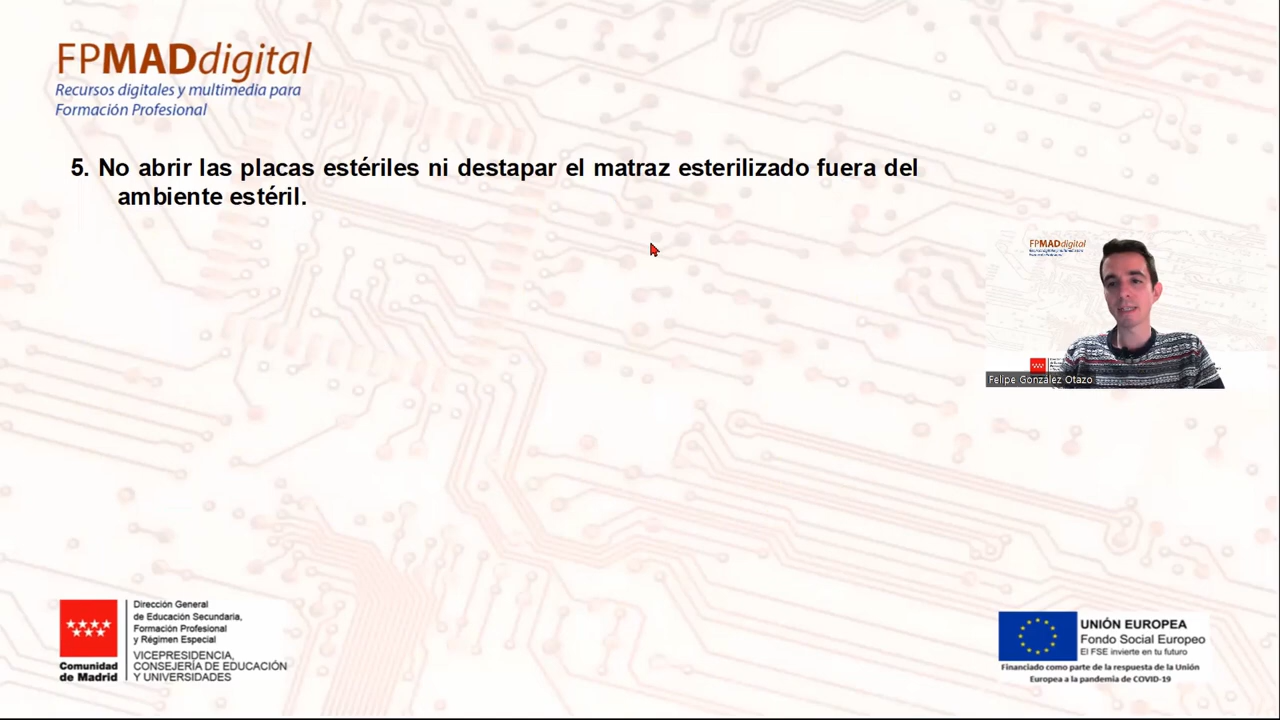 FPMADdigital
Recursos digitales y multimedia para
Formación Profesional
5. No abrir las placas estériles ni destapar el matraz esterilizado fuera del
ambiente estéril.
FPMADdigital
Felipe González Otazo
Dirección General
de Educación Secundaria,
Formación Profesional
y Régimen Especial
VICEPRESIDENCIA,
CONSEJERÍA DE EDUCACIÓN
Y UNIVERSIDADES
Comunidad
de Madrid
UNIÓN EUROPEA
Fondo Social Europeo
El FSE invierte en tu futuro
Financiado como parte de la respuesta de la Unión
Europea a la pandemia de COVID-19